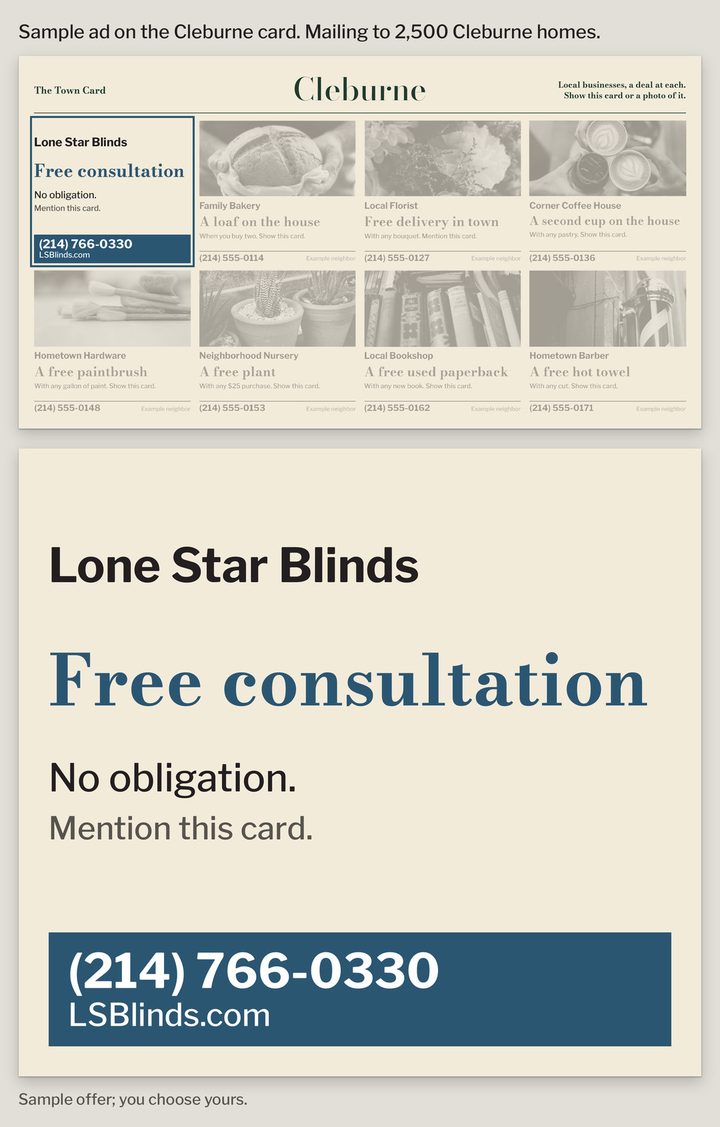 Sample ad on the Cleburne card. Mailing to 2,500 Cleburne homes.
The Town Card
Cleburne
Local businesses, a deal at each.
Show this card or a photo of it.
Lone Star Blinds
Free consultation
No obligation.
Mention this card.
(214) 766-0330
LSBlinds.com
Family Bakery
A loaf on the house
When you buy two. Show this card.
(214) 555-0114
Example neighbor
Local Florist
Free delivery in town
With any bouquet. Mention this card.
(214) 555-0127
Example neighbor
Corner Coffee House
A second cup on the house
With any pastry. Show this card.
(214) 555-0136
Example neighbor
Hometown Hardware
A free paintbrush
With any gallon of paint. Show this card.
(214) 555-0148
Example neighbor
Neighborhood Nursery
A free plant
With any $25 purchase. Show this card.
(214) 555-0153
Example neighbor
Local Bookshop
A free used paperback
With any new book. Show this card.
(214) 555-0162
Example neighbor
Hometown Barber
A free hot towel
With any cut. Show this card.
(214) 555-0171
Example neighbor
Lone Star Blinds
Free consultation
No obligation.
Mention this card.
(214) 766-0330
LSBlinds.com
Sample offer; you choose yours.